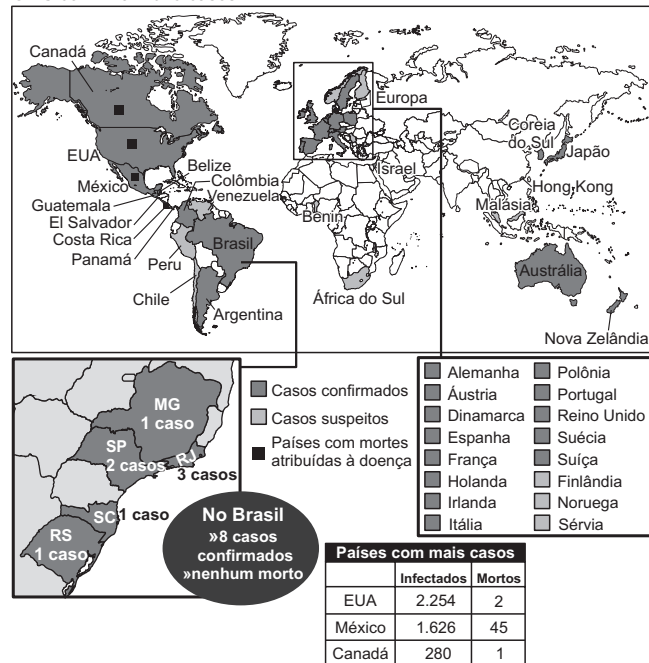 Canadá
Europa
EUA
Coreia
do Sul
Japão
Belize
Colômbia
Israel
México
Venezuela
Hong Kong
Guatemala
Malásia
El Salvador
Benin
Costa Rica
Brasil
Panamá
Peru
Austrália
Chile
África do Sul
Argentina
Nova Zelândia
MG
1 caso
SP
2 casos
RJ
3 casos
SC
1 caso
RS
1 caso
Casos confirmados
Casos suspeitos
Países com mortes
atribuídas à doença
No Brasil
»8 casos
confirmados
»nenhum morto
Alemanha
Áustria
Dinamarca
Espanha
França
Holanda
Irlanda
Itália
Polônia
Portugal
Reino Unido
Suécia
Suíça
Finlândia
Noruega
Sérvia
Países com mais casos
Infectados Mortos
EUA 2.254 2
México 1.626 45
Canadá 280 1